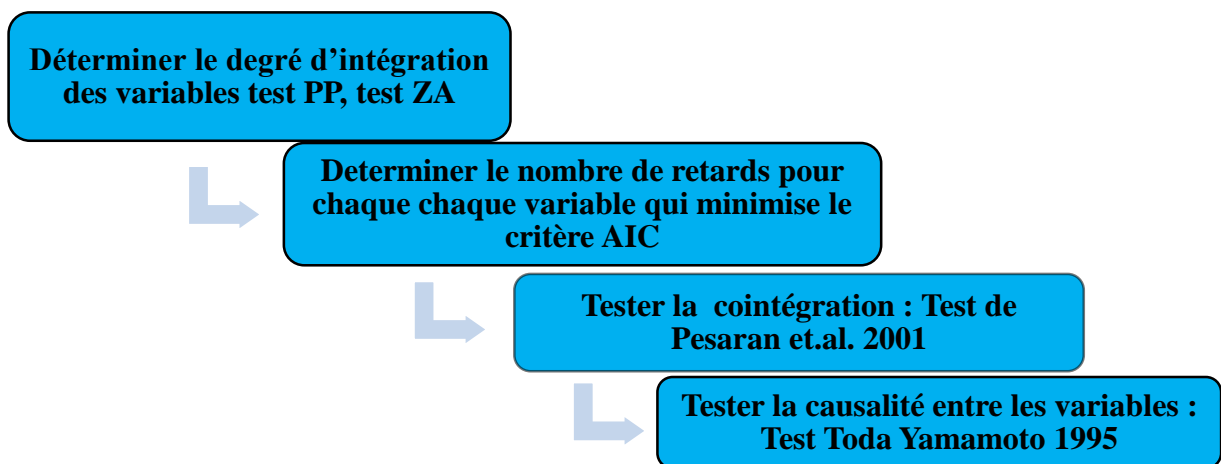 Déterminer le degré d’intégration
des variables test PP, test ZA
Determiner le nombre de retards pour
chaque chaque variable qui minimise le
critère AIC
Tester la cointégration : Test de
Pesaran et.al. 2001
Tester la causalité entre les variables :
Test Toda Yamamoto 1995